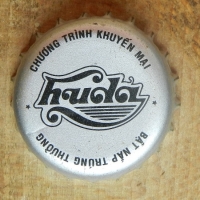 CHƯƠNG TRÌNH KHUYẾN MẠI
huda
BẬT NẮP TRÚNG THƯỞNG